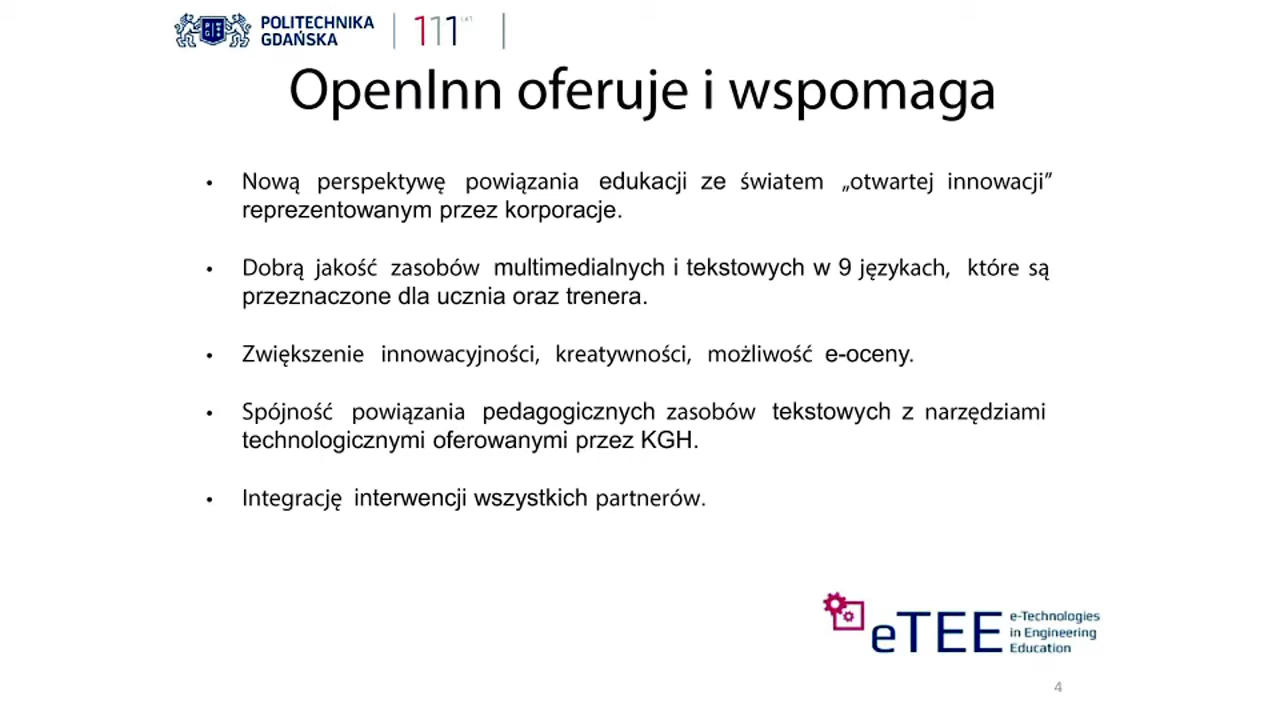 POLITECHNIKA
GDAŃSKA
111 LAT
OpenInn oferuje i wspomaga
• Nową perspektywę powiązania edukacji ze światem „otwartej innowacji”
reprezentowanym przez korporacje.
• Dobrą jakość zasobów multimedialnych i tekstowych w 9 językach, które są
przeznaczone dla ucznia oraz trenera.
• Zwiększenie innowacyjności, kreatywności, możliwość e-oceny.
• Spójność powiązania pedagogicznych zasobów tekstowych z narzędziami
technologicznymi oferowanymi przez KGH.
• Integrację interwencji wszystkich partnerów.
eTEE
e-Technologies
in Engineering
Education
4